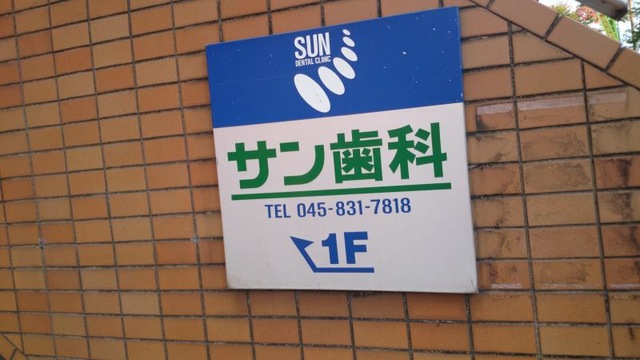 SUN
DENTAL CLINIC
サン歯科
TEL 045-831-7818
1F